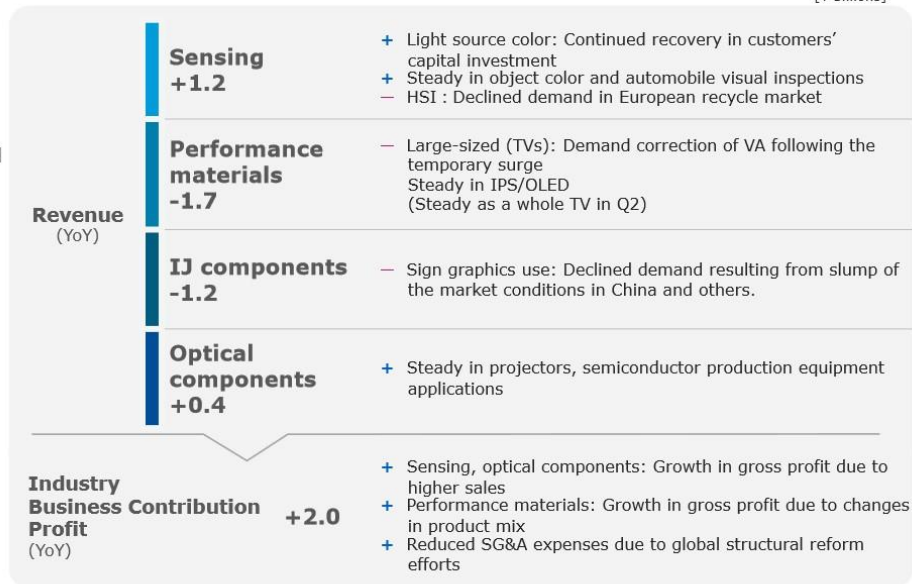 Sensing
+1.2
+ Light source color: Continued recovery in customers'
capital investment
+ Steady in object color and automobile visual inspections
− HSI : Declined demand in European recycle market
Revenue
(YoY)
Performance
materials
-1.7
− Large-sized (TVs): Demand correction of VA following the
temporary surge
Steady in IPS/OLED
(Steady as a whole TV in Q2)
IJ components
-1.2
− Sign graphics use: Declined demand resulting from slump of
the market conditions in China and others.
Optical
components
+0.4
+ Steady in projectors, semiconductor production equipment
applications
Industry
Business Contribution
Profit
(YoY)
+2.0
+ Sensing, optical components: Growth in gross profit due to
higher sales
+ Performance materials: Growth in gross profit due to changes
in product mix
+ Reduced SG&A expenses due to global structural reform
efforts